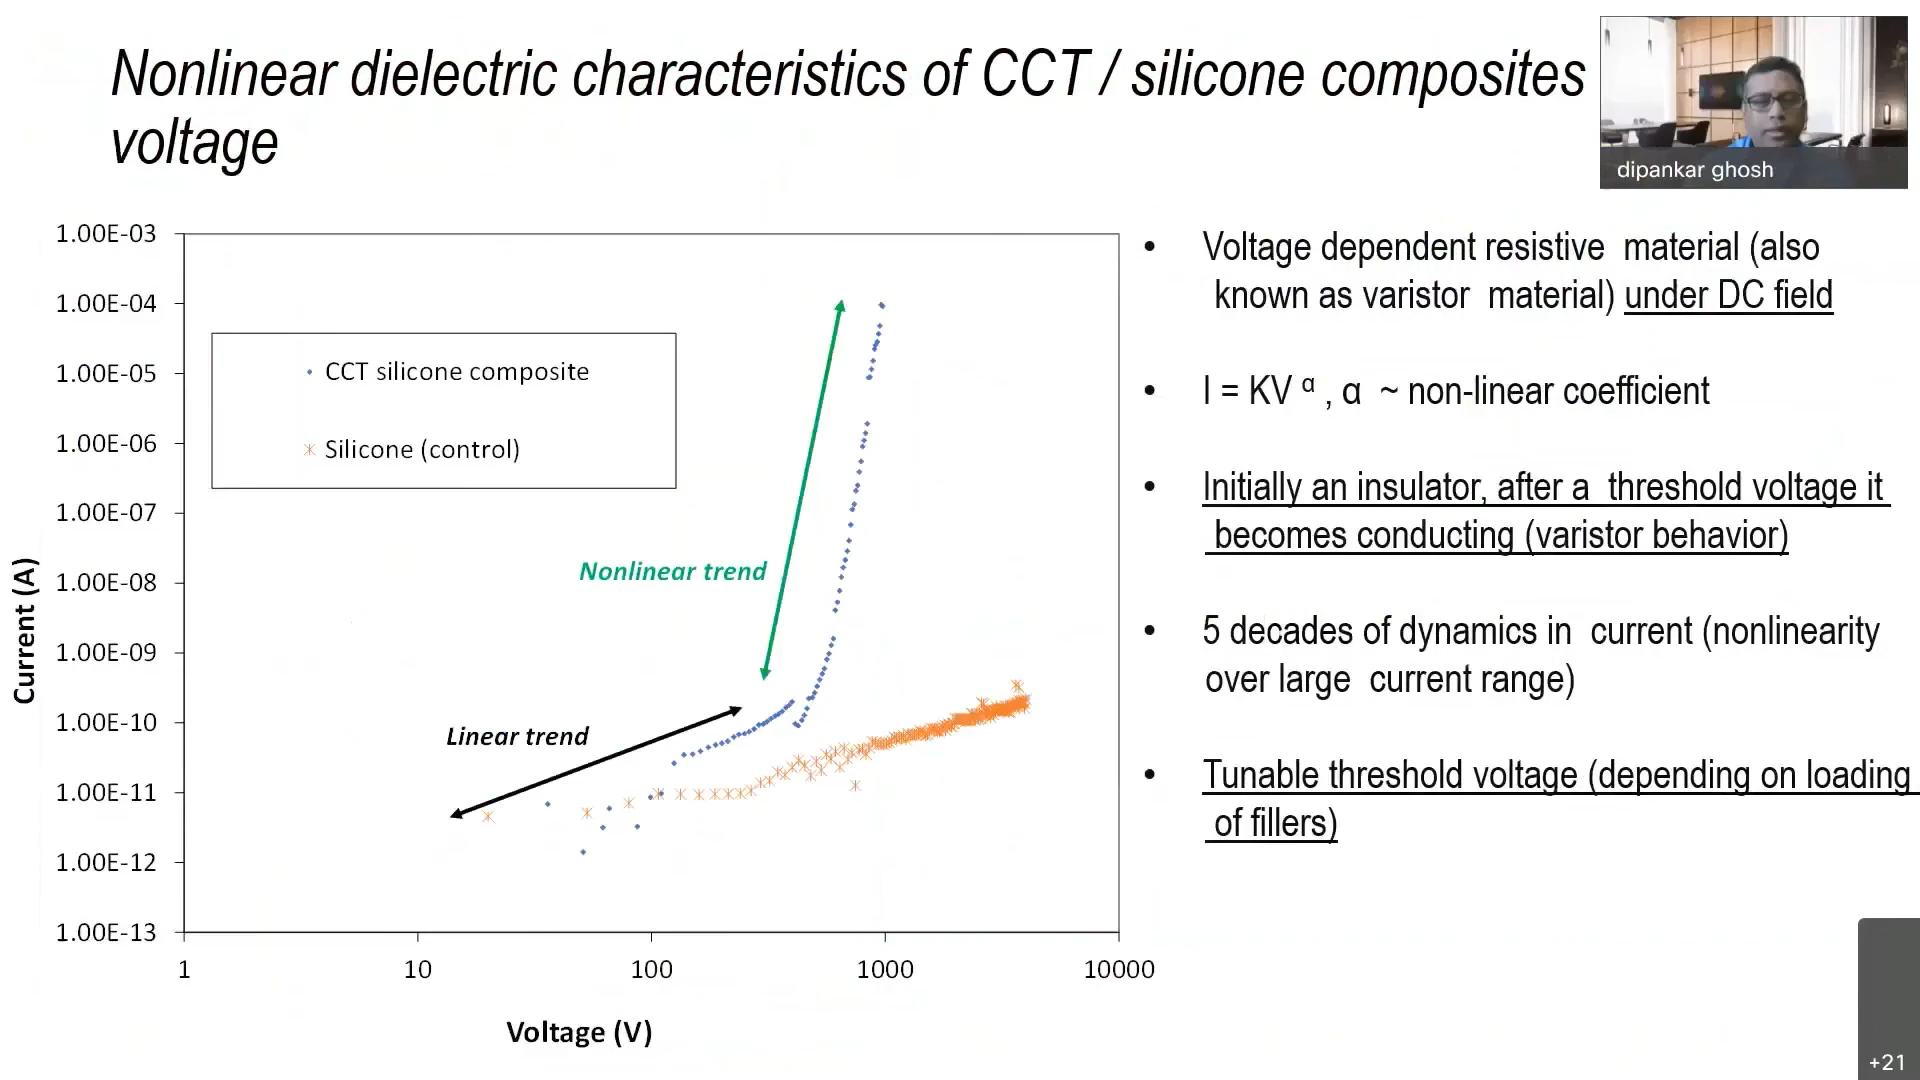 Nonlinear dielectric characteristics of CCT / silicone composites
voltage
dipankar ghosh
1.00E-03
1.00E-04
1.00E-05
1.00E-06
1.00E-07
1.00E-08
1.00E-09
1.00E-10
1.00E-11
1.00E-12
1.00E-13
Current (A)
CCT silicone composite
Silicone (control)
Nonlinear trend
Linear trend
1 10 100 1000 10000
Voltage (V)
• Voltage dependent resistive material (also
known as varistor material) under DC field
• I = KV α , α ~ non-linear coefficient
• Initially an insulator, after a threshold voltage it
becomes conducting (varistor behavior)
• 5 decades of dynamics in current (nonlinearity
over large current range)
• Tunable threshold voltage (depending on loading
of fillers)
+21